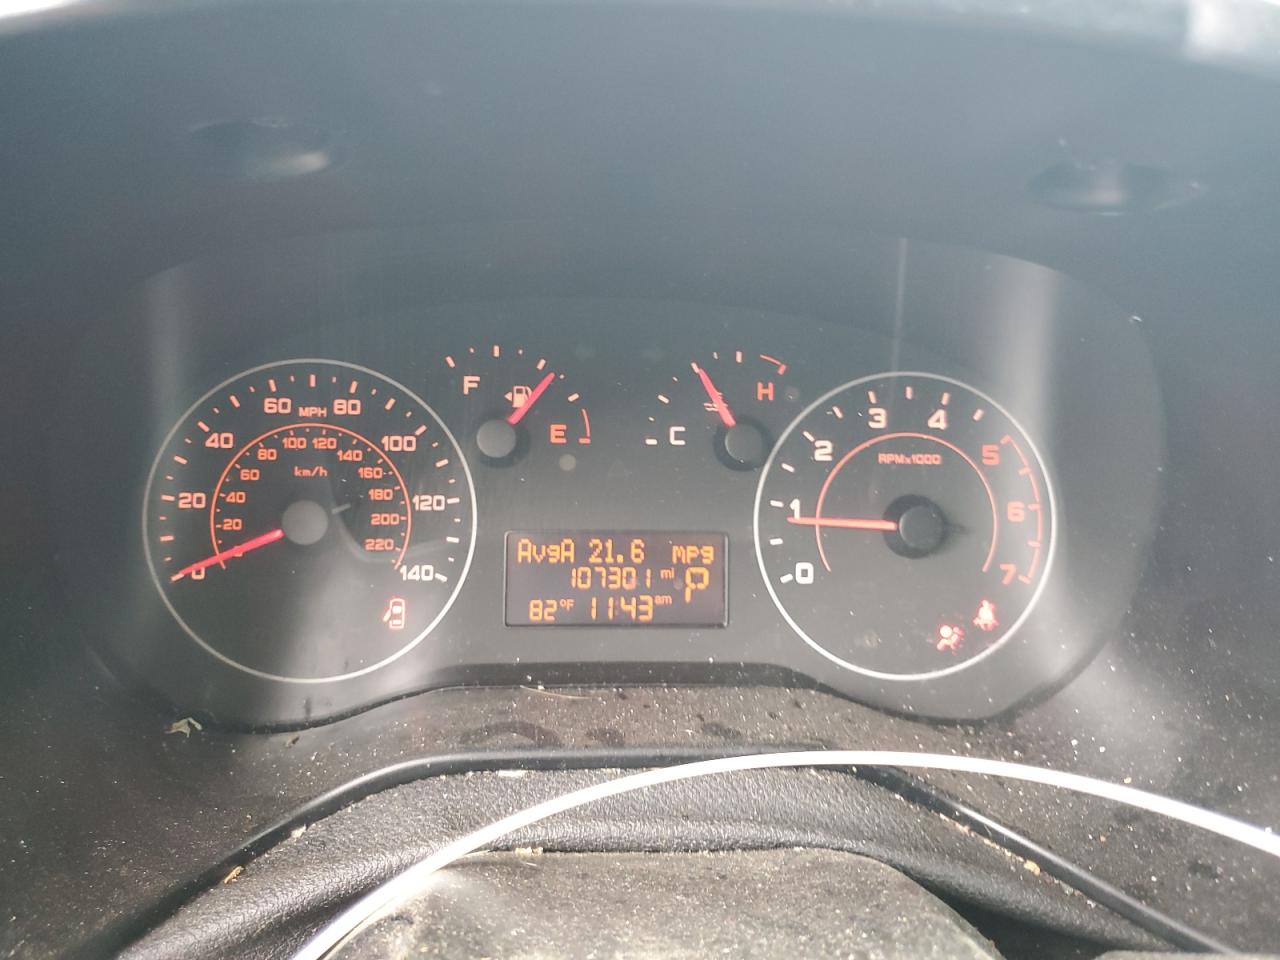 60 MPH 80
40 100
20 120
0 140
100 120
80 140
60 km/h 160
40 180
20 200
220
F E
C H
AvgA 21.6 mpg
107301 mi P
82°F 11:43 am
3 4
2 5
RPMx1000
1 6
0 7